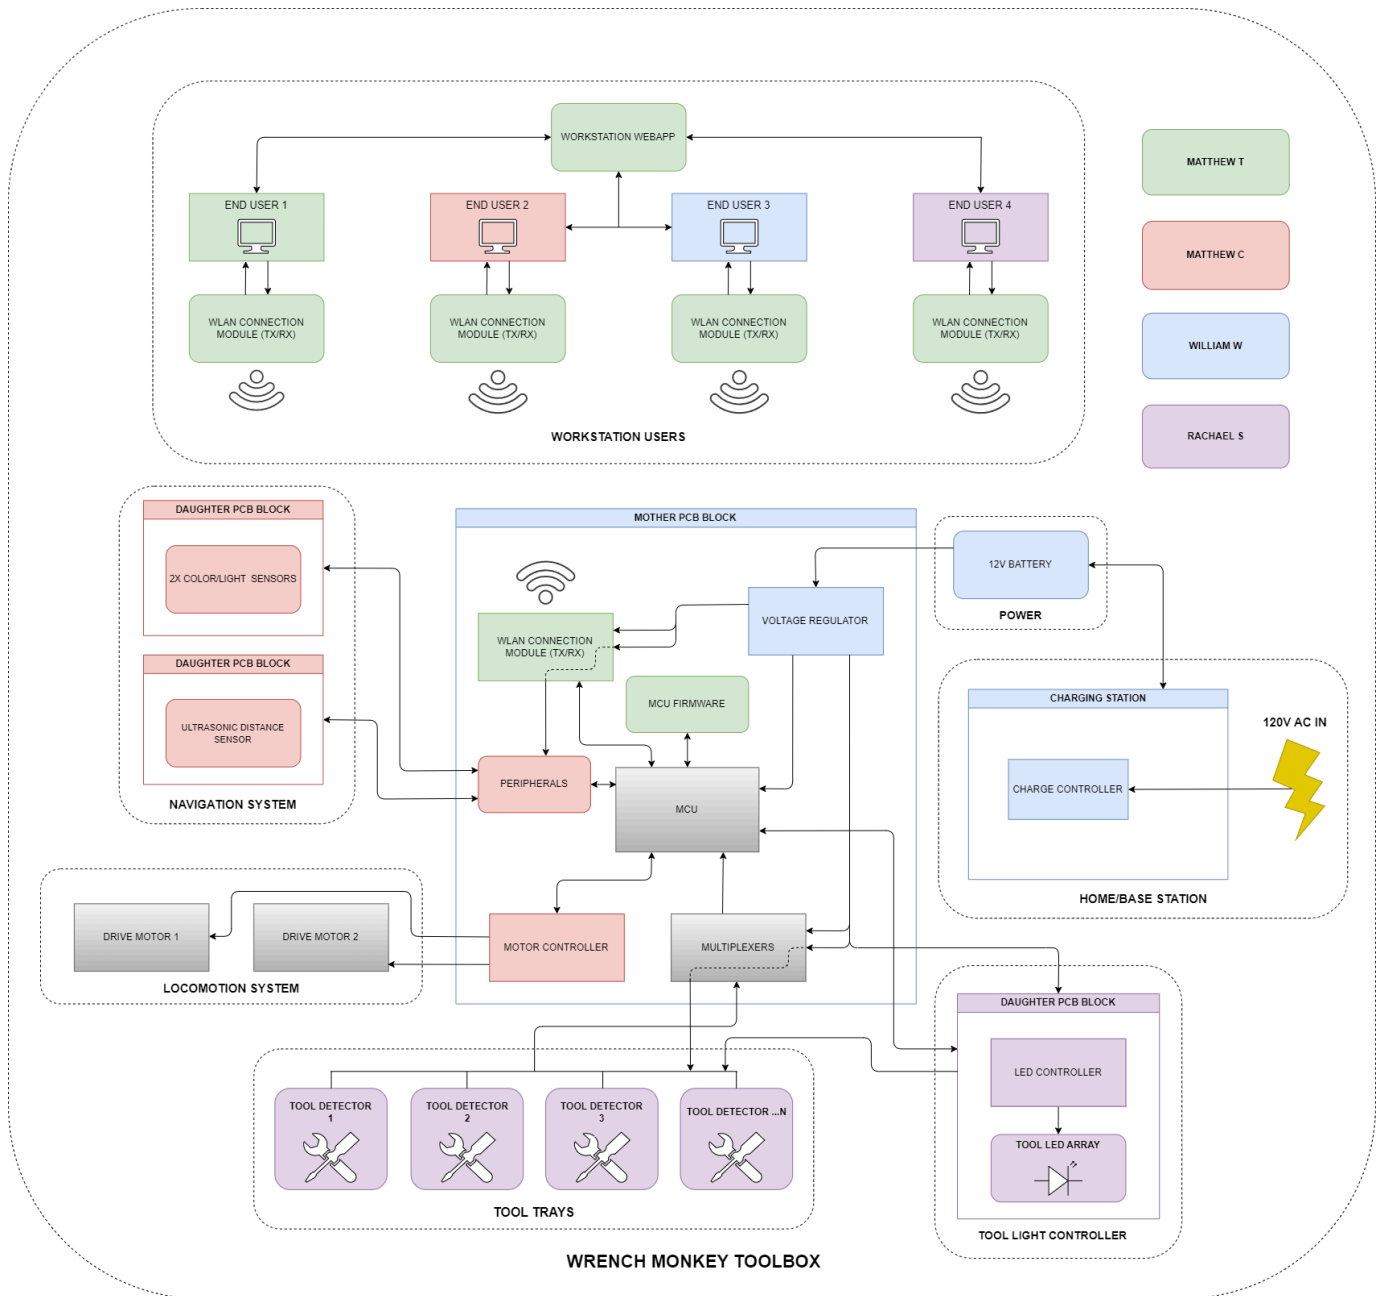 WORKSTATION WEBAPP
END USER 1
END USER 2
END USER 3
END USER 4
WLAN CONNECTION
MODULE (TX/RX)
WLAN CONNECTION
MODULE (TX/RX)
WLAN CONNECTION
MODULE (TX/RX)
WLAN CONNECTION
MODULE (TX/RX)
WORKSTATION USERS
MATTHEW T
MATTHEW C
WILLIAM W
RACHAEL S
DAUGHTER PCB BLOCK
2X COLOR/LIGHT SENSORS
DAUGHTER PCB BLOCK
ULTRASONIC DISTANCE
SENSOR
NAVIGATION SYSTEM
MOTHER PCB BLOCK
WLAN CONNECTION
MODULE (TX/RX)
VOLTAGE REGULATOR
MCU FIRMWARE
PERIPHERALS
MCU
MOTOR CONTROLLER
MULTIPLEXERS
12V BATTERY
POWER
CHARGING STATION
CHARGE CONTROLLER
120V AC IN
HOME/BASE STATION
DRIVE MOTOR 1
DRIVE MOTOR 2
LOCOMOTION SYSTEM
DAUGHTER PCB BLOCK
LED CONTROLLER
TOOL LED ARRAY
TOOL LIGHT CONTROLLER
TOOL DETECTOR
1
TOOL DETECTOR
2
TOOL DETECTOR
3
TOOL DETECTOR ...N
TOOL TRAYS
WRENCH MONKEY TOOLBOX